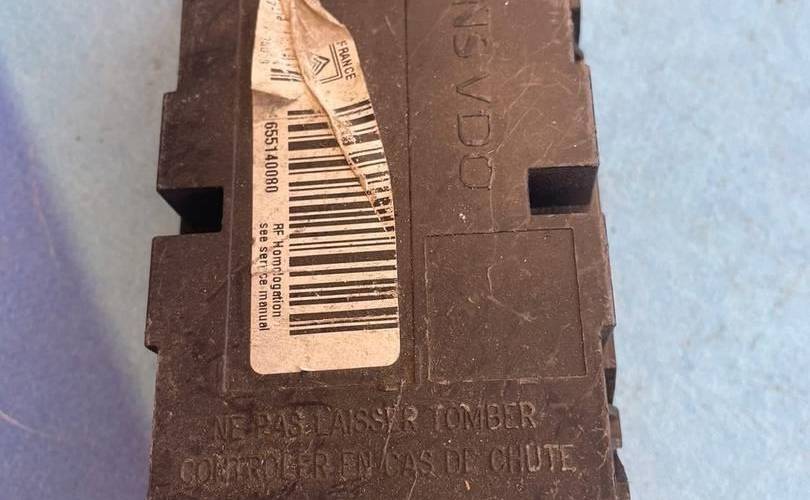 FRANCE
655140080
RF Homologation
see service manual
NS VDO
NE PAS LAISSER TOMBER
CONTROLER EN CAS DE CHUTE